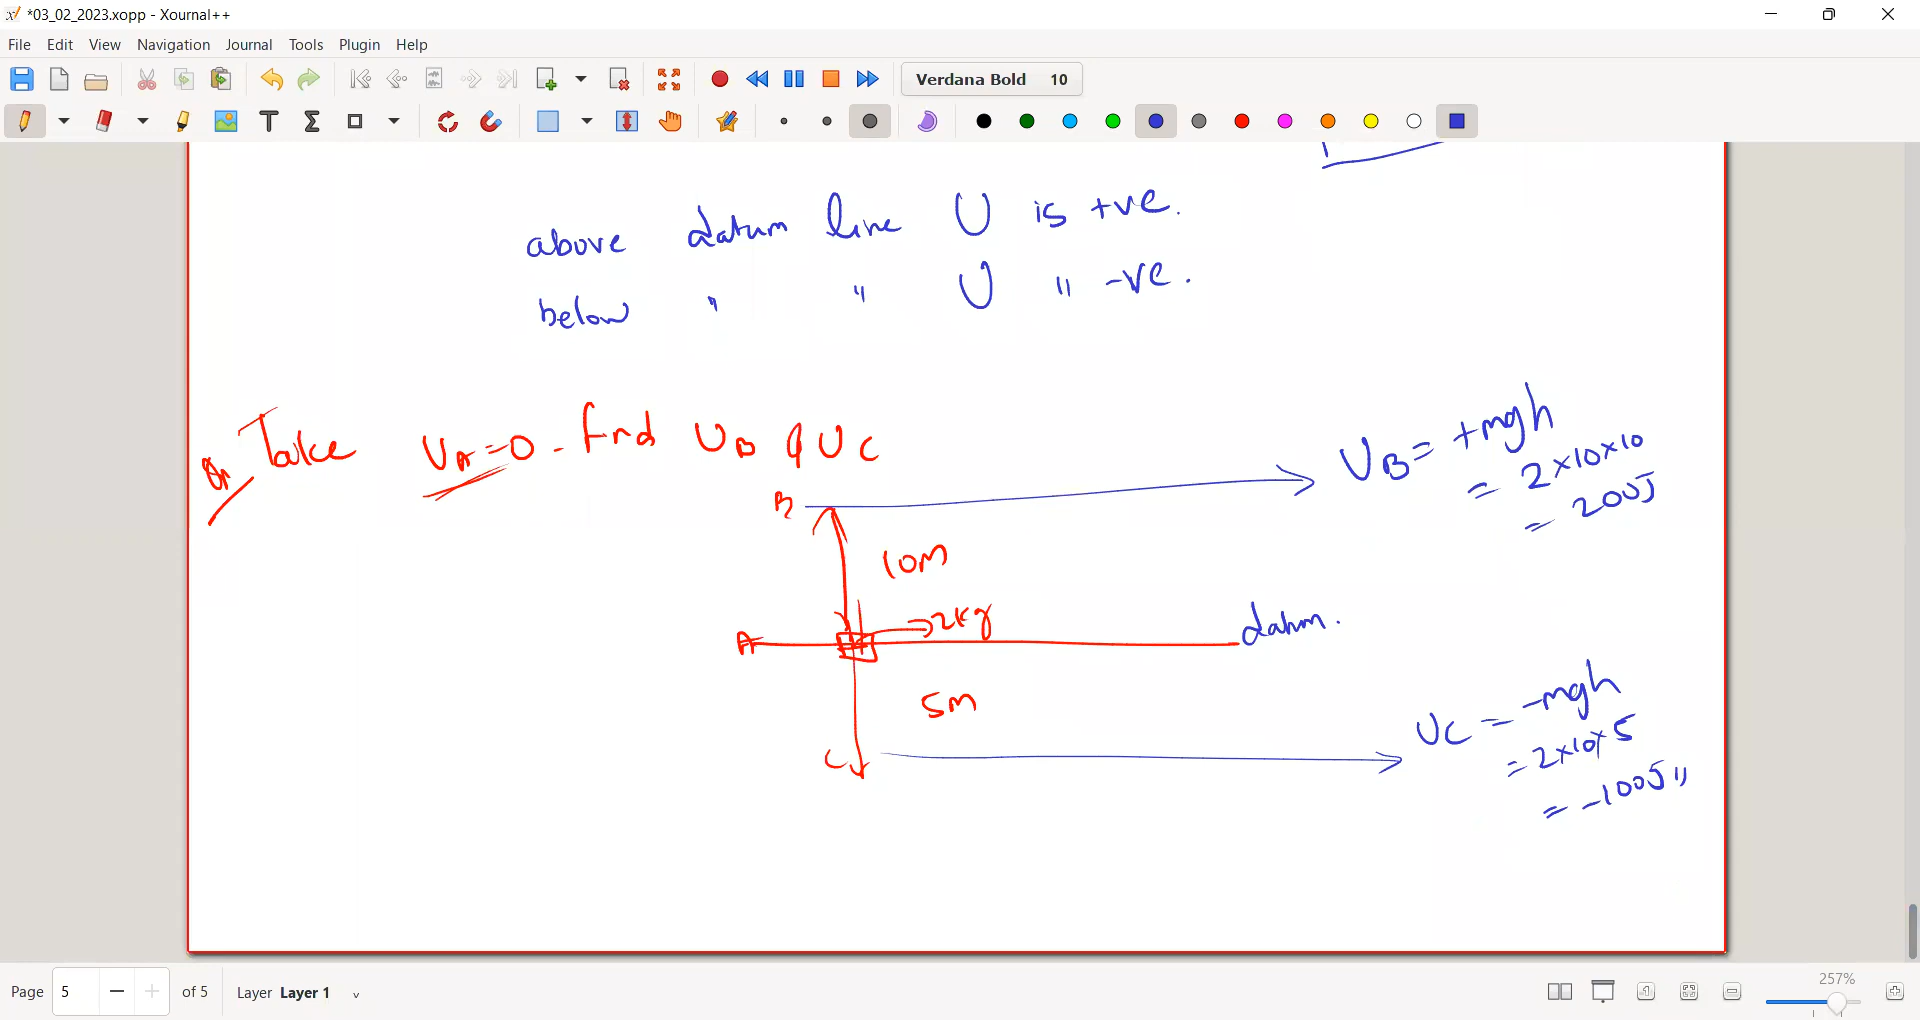 *03_02_2023.xopp - Xournal++
File Edit View Navigation Journal Tools Plugin Help
Verdana Bold 10
above datum line U is +ve.
below " " U " -ve.
Take UA=0 - find UB & UC
UB = +mgh
= 2×10×10
= 200J
B
10m
2kg
A
datum.
5m
C
UC = -mgh
= 2×10×5
= -100J "
Page 5 of 5 Layer Layer 1
257%